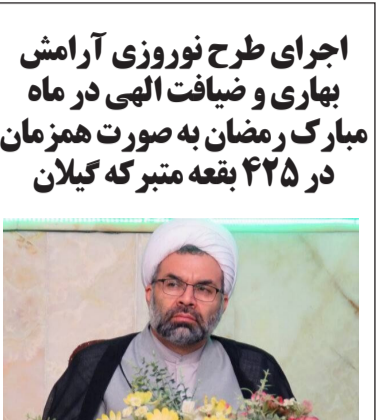 اجرای طرح نوروزی آرامش
بهاری و ضیافت الهی در ماه
مبارک رمضان به صورت همزمان
در ۴۲۵ بقعه متبرکه گیلان